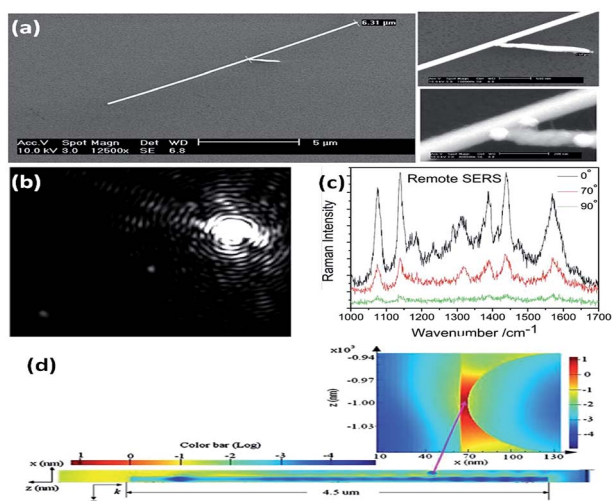 (a)
6.31 µm
Acc.V Spot Magn Det WD
10.0 kV 3.0 12500x SE 6.8
5 µm
(b)
(c)
Remote SERS
0°
70°
90°
Raman Intensity
1000 1100 1200 1300 1400 1500 1600 1700
Wavenumber /cm-1
(d)
×10³
-0.94
-0.97
-1.00
-1.03
z (nm)
10 40 70 100 130
x (nm)
1
0
-1
-2
-3
-4
Color bar (Log)
1 0 -1 -2 -3 -4
x (nm)
z (nm)
k
4.5 um